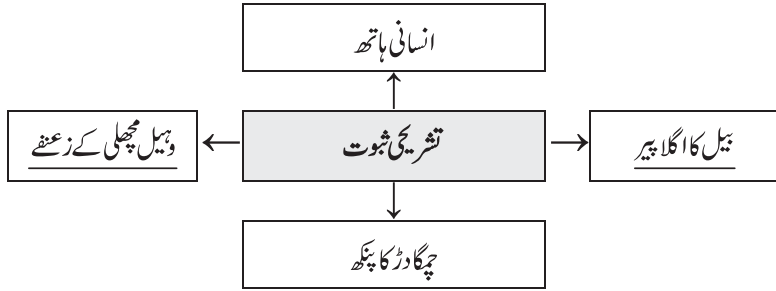 انسانی ہاتھ
بیل کا اگلا پیر
تشریحی ثبوت
وہیل مچھلی کے زعنفے
چمگادڑ کا پنکھ